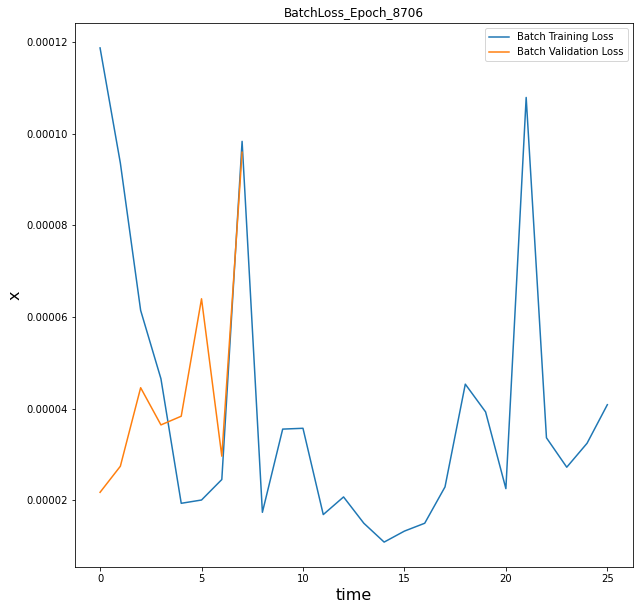 BatchLoss_Epoch_8706
Batch Training Loss
Batch Validation Loss
0.00012
0.00010
0.00008
0.00006
0.00004
0.00002
x
0 5 10 15 20 25
time